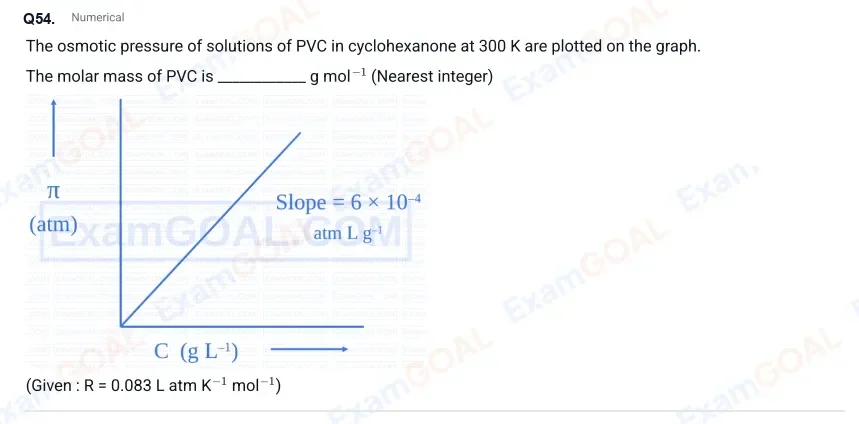 Q54. Numerical
The osmotic pressure of solutions of PVC in cyclohexanone at 300 K are plotted on the graph.
The molar mass of PVC is __________ g mol⁻¹ (Nearest integer)
π
(atm)
Slope = 6 × 10⁻⁴
atm L g⁻¹
ExamGOAL.COM
C (g L⁻¹)
(Given : R = 0.083 L atm K⁻¹ mol⁻¹)